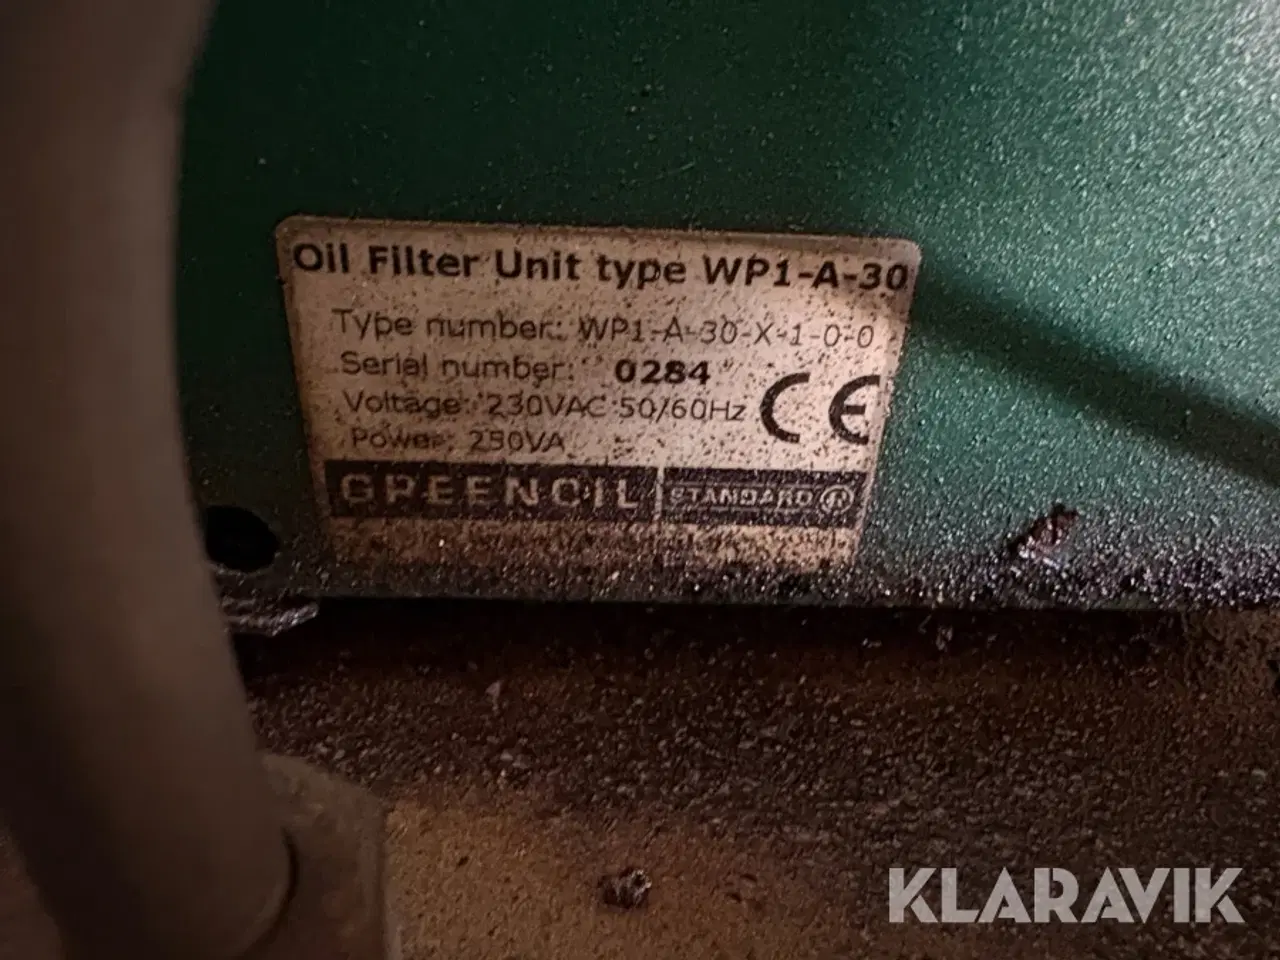 Oil Filter Unit type WP1-A-30
Type number: WP1-A-30-X-1-0-0
Serial number: 0284
Voltage: 230VAC 50/60Hz
Power: 250VA
CE
GREENOIL STANDARD
KLARAVIK